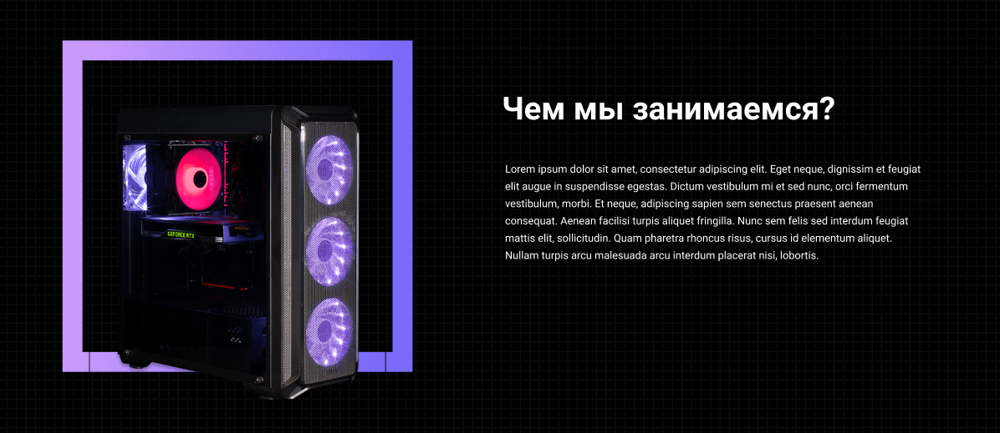 Чем мы занимаемся?
Lorem ipsum dolor sit amet, consectetur adipiscing elit. Eget neque, dignissim et feugiat
elit augue in suspendisse egestas. Dictum vestibulum mi et sed nunc, orci fermentum
vestibulum, morbi. Et neque, adipiscing sapien sem senectus praesent aenean
consequat. Aenean facilisi turpis aliquet fringilla. Nunc sem felis sed interdum feugiat
mattis elit, sollicitudin. Quam pharetra rhoncus risus, cursus id elementum aliquet.
Nullam turpis arcu malesuada arcu interdum placerat nisi, lobortis.
GEFORCE RTX